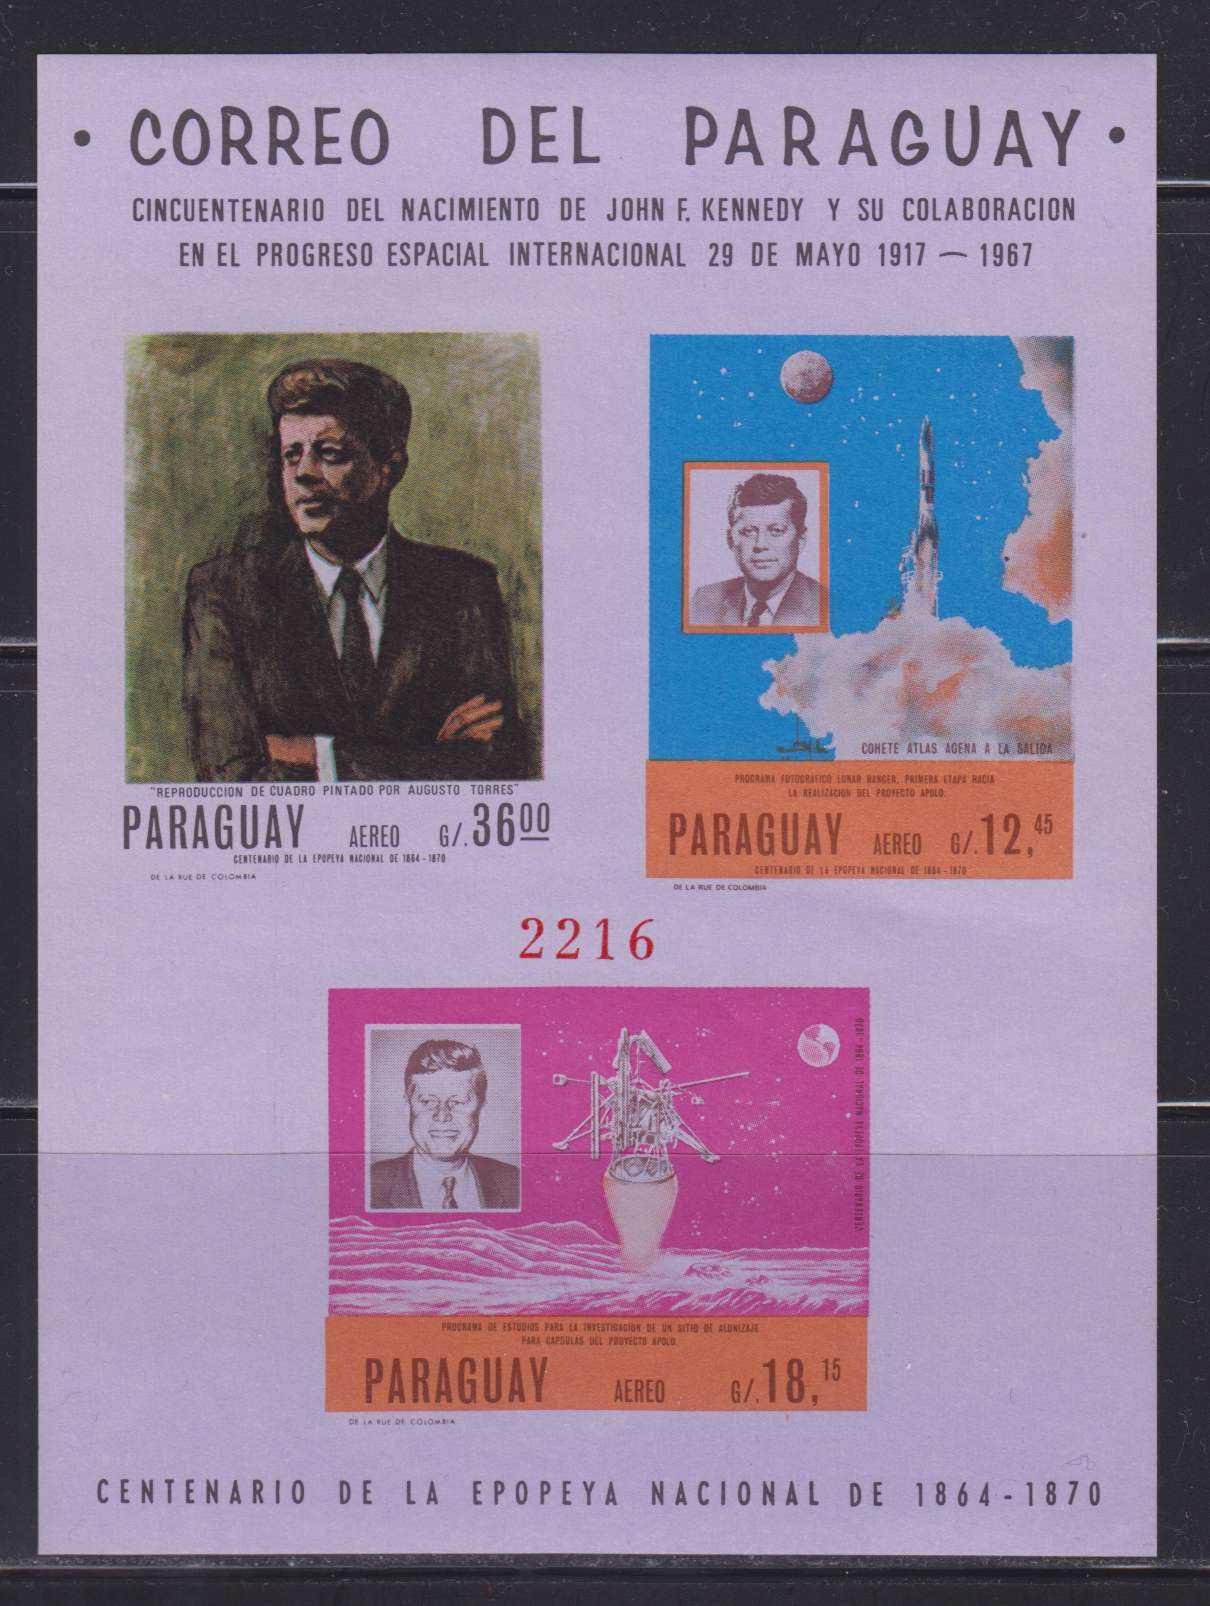 • CORREO DEL PARAGUAY •
CINCUENTENARIO DEL NACIMIENTO DE JOHN F. KENNEDY Y SU COLABORACION
EN EL PROGRESO ESPACIAL INTERNACIONAL 29 DE MAYO 1917 — 1967
"REPRODUCCION DE CUADRO PINTADO POR AUGUSTO TORRES"
PARAGUAY AEREO G/.3600
CENTENARIO DE LA EPOPEYA NACIONAL DE 1864-1870
DE LA RUE DE COLOMBIA
COHETE ATLAS AGENA A LA SALIDA
PROGRAMA FOTOGRAFICO LUNAR RANGER, PRIMERA ETAPA HACIA
LA REALIZACION DEL PROYECTO APOLO.
PARAGUAY AEREO G/.12,45
CENTENARIO DE LA EPOPEYA NACIONAL DE 1864-1870
DE LA RUE DE COLOMBIA
2216
CENTENARIO DE LA EPOPEYA NACIONAL DE 1864-1870
PROGRAMA DE ESTUDIOS PARA LA INVESTIGACION DE UN SITIO DE ALUNIZAJE
PARA CAPSULAS DEL PROYECTO APOLO.
PARAGUAY AEREO G/.18,15
DE LA RUE DE COLOMBIA
CENTENARIO DE LA EPOPEYA NACIONAL DE 1864-1870